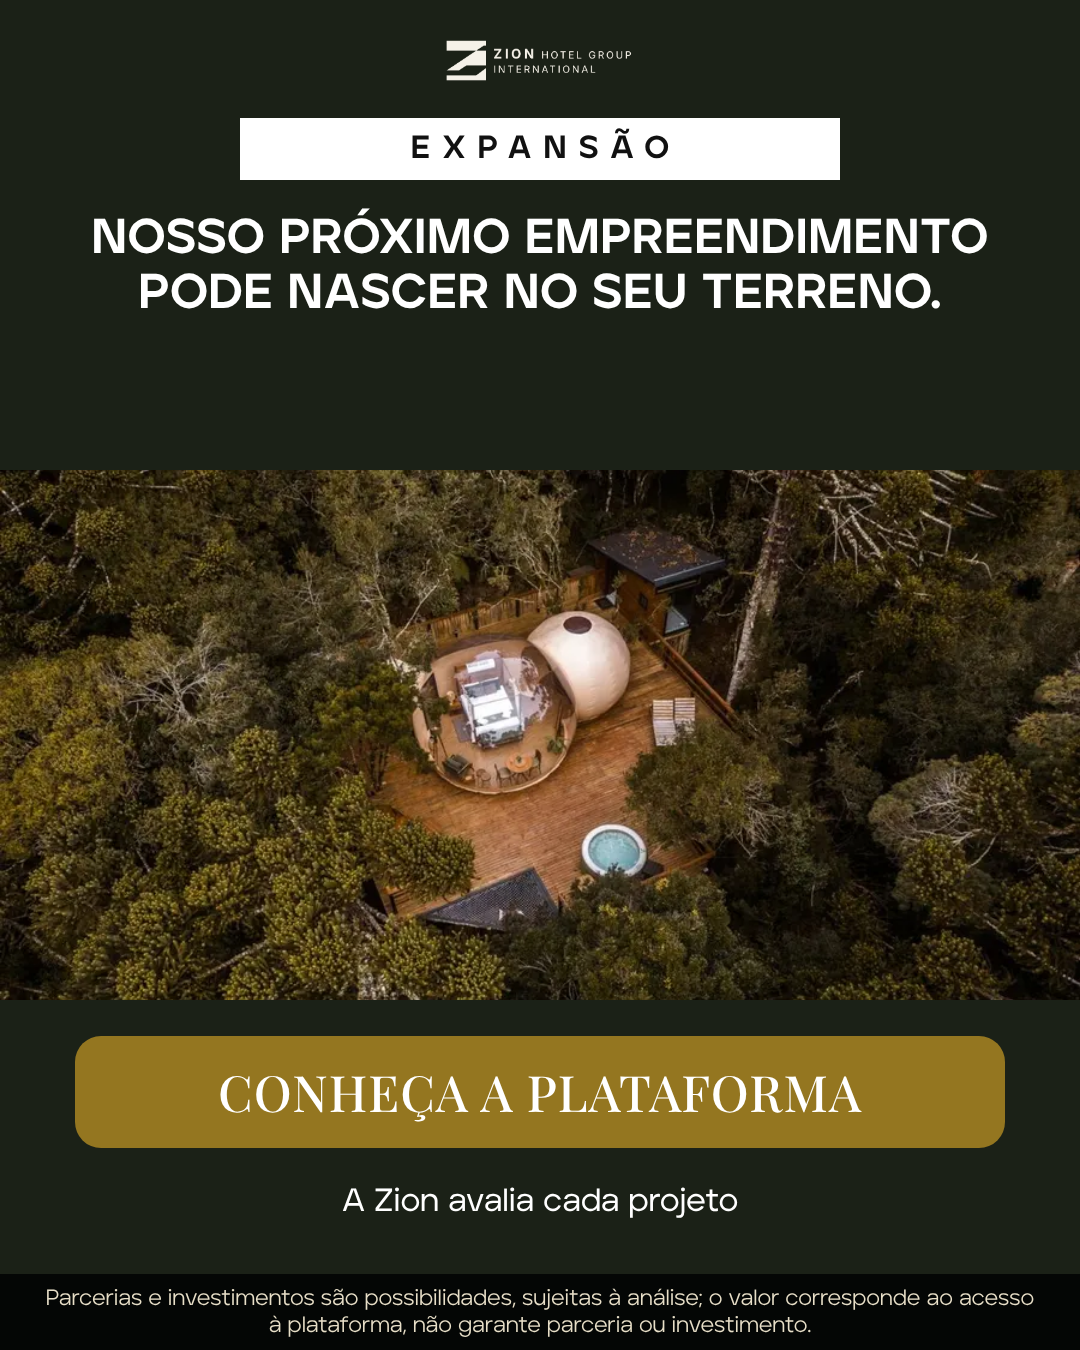 ZION HOTEL GROUP
INTERNATIONAL
EXPANSÃO
NOSSO PRÓXIMO EMPREENDIMENTO
PODE NASCER NO SEU TERRENO.
CONHEÇA A PLATAFORMA
A Zion avalia cada projeto
Parcerias e investimentos são possibilidades, sujeitas à análise; o valor corresponde ao acesso
à plataforma, não garante parceria ou investimento.